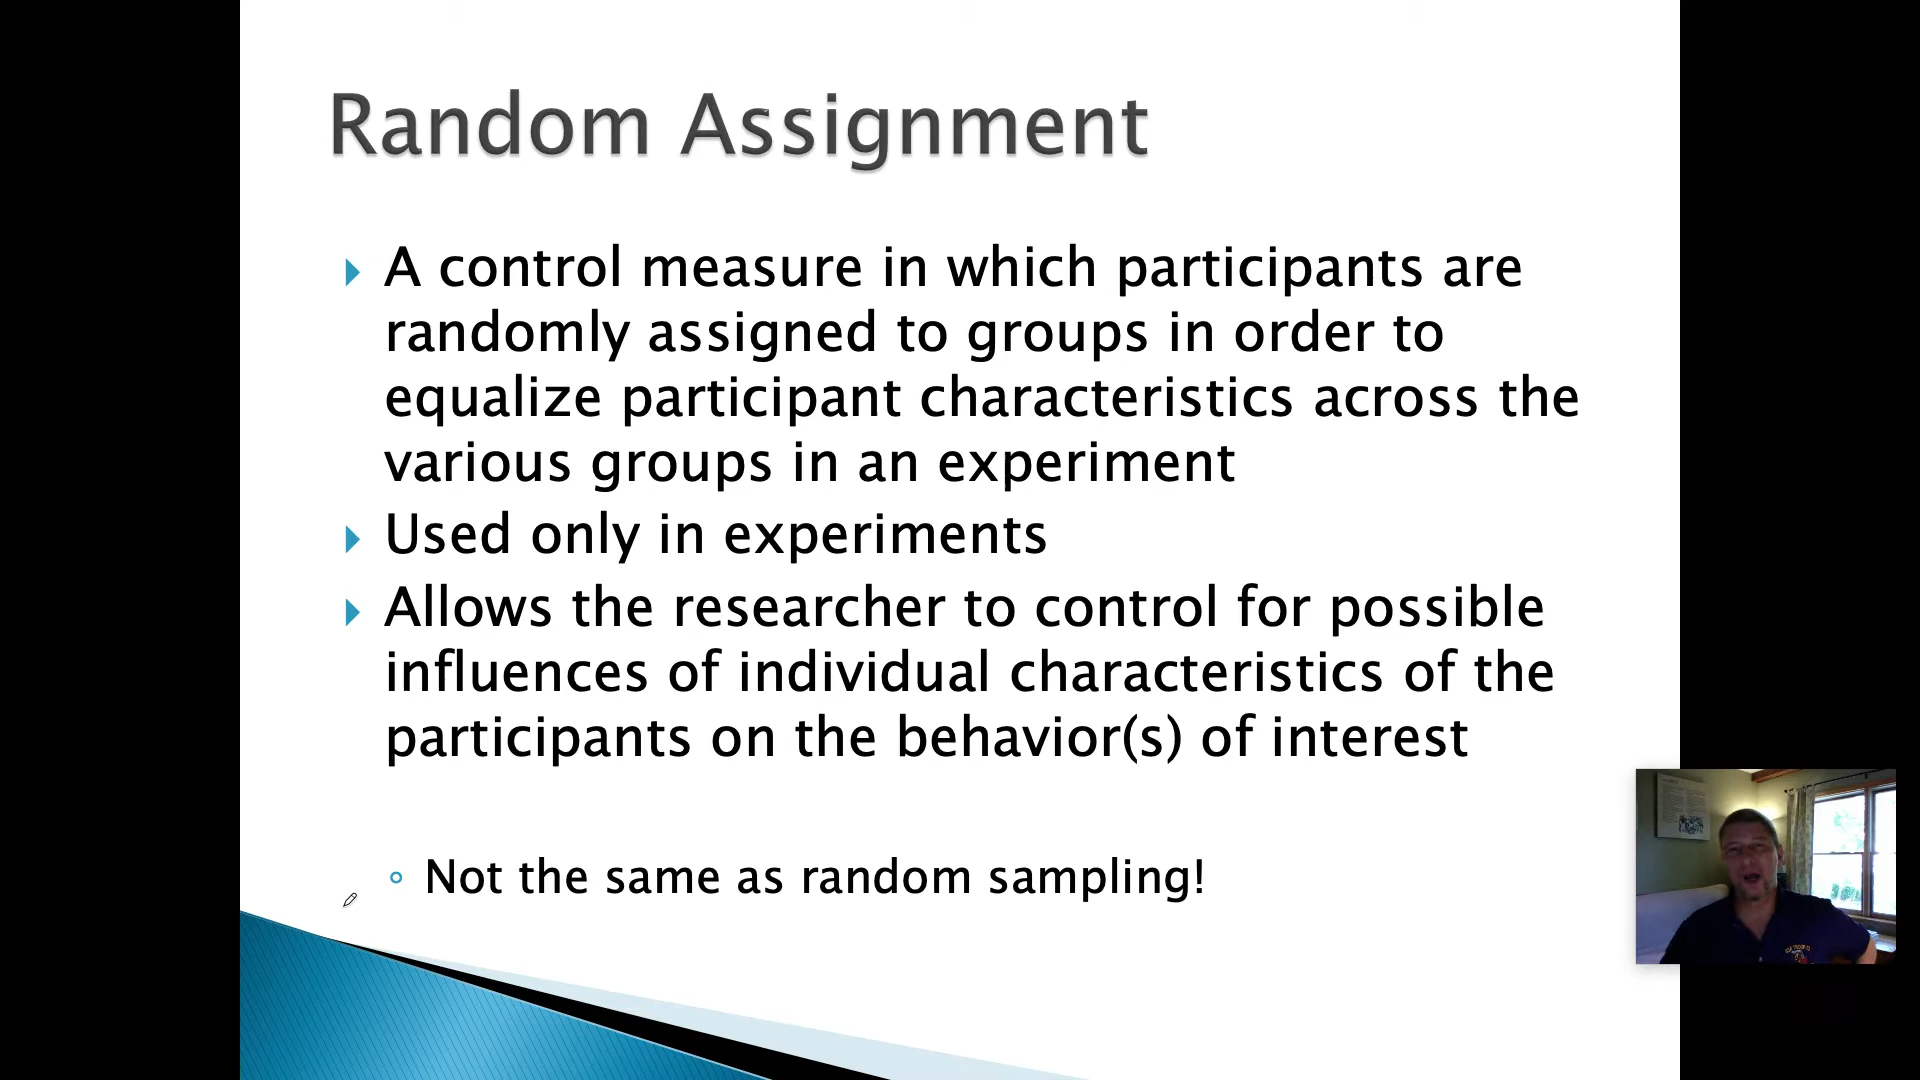 Random Assignment
A control measure in which participants are
randomly assigned to groups in order to
equalize participant characteristics across the
various groups in an experiment
Used only in experiments
Allows the researcher to control for possible
influences of individual characteristics of the
participants on the behavior(s) of interest
Not the same as random sampling!